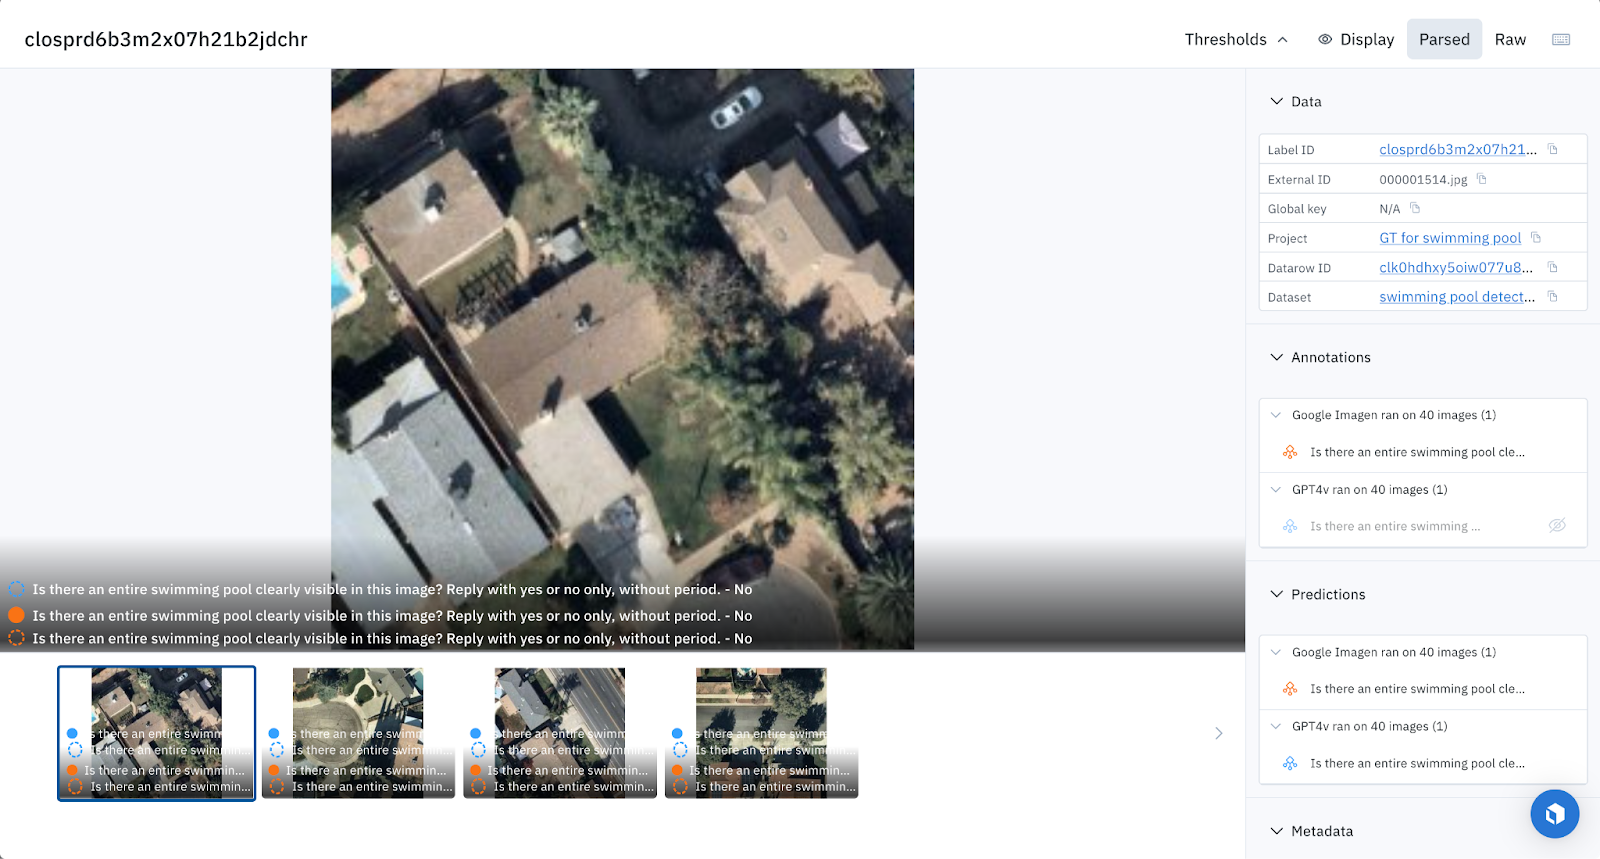 closprd6b3m2x07h21b2jdchr
Thresholds Display Parsed Raw
Is there an entire swimming pool clearly visible in this image? Reply with yes or no only, without period. - No
Is there an entire swimming pool clearly visible in this image? Reply with yes or no only, without period. - No
Is there an entire swimming pool clearly visible in this image? Reply with yes or no only, without period. - No
s there an entire swimm
Is there an entire swimming...
Is there an entire swimmin...
Is there an entire swimmin...
s there an entire swimm
Is there an entire swimmin...
Is there an entire swimmin...
Is there an entire swimmin...
s there an entire swimm
Is there an entire swimmin...
Is there an entire swimmin...
Is there an entire swimmin...
s there an entire swimm
Is there an entire swimmin...
Is there an entire swimmin...
Is there an entire swimmin...
Data
Label ID closprd6b3m2x07h21...
External ID 000001514.jpg
Global key N/A
Project GT for swimming pool
Datarow ID clk0hdhxy5oiw077u8...
Dataset swimming pool detect...
Annotations
Google Imagen ran on 40 images (1)
Is there an entire swimming pool cle...
GPT4v ran on 40 images (1)
Is there an entire swimming ...
Predictions
Google Imagen ran on 40 images (1)
Is there an entire swimming pool cle...
GPT4v ran on 40 images (1)
Is there an entire swimming pool cle...
Metadata